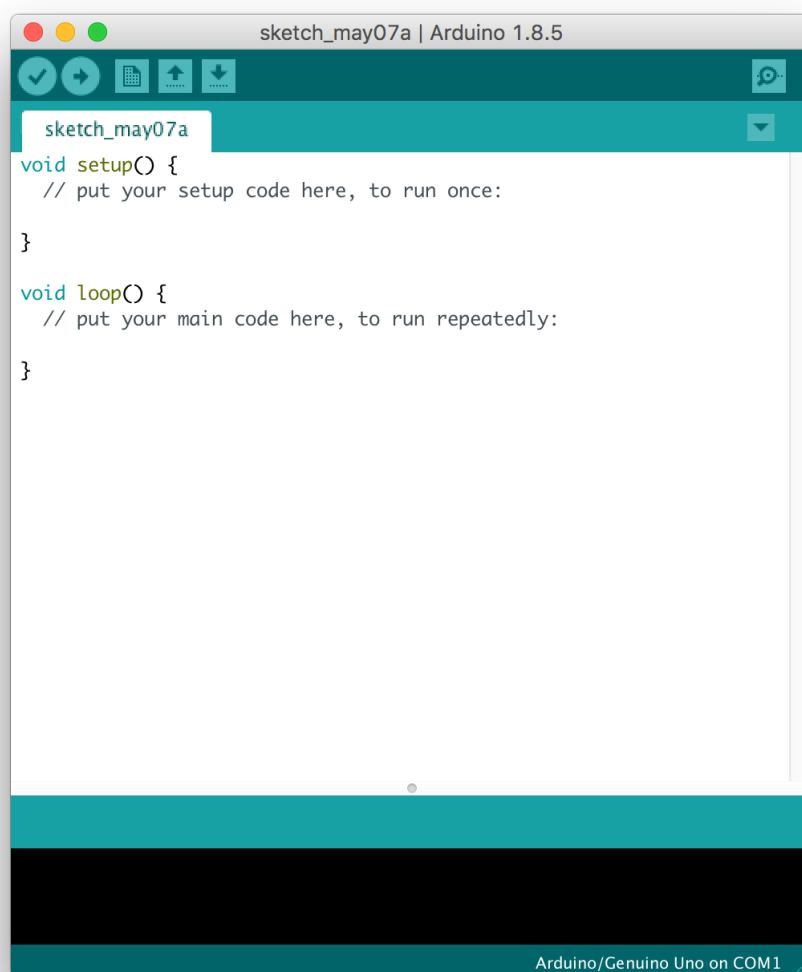 sketch_may07a | Arduino 1.8.5
sketch_may07a
void setup() {
  // put your setup code here, to run once:
}
void loop() {
  // put your main code here, to run repeatedly:
}
Arduino/Genuino Uno on COM1